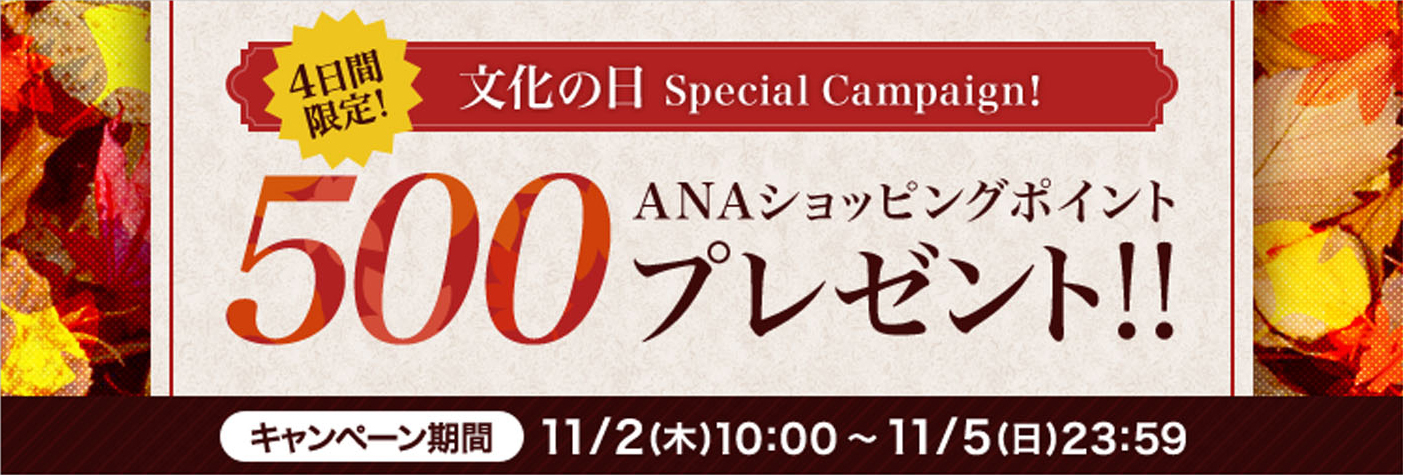 4日間
限定!
文化の日 Special Campaign!
500
ANAショッピングポイント
プレゼント!!
キャンペーン期間 11/2(木)10:00～11/5(日)23:59